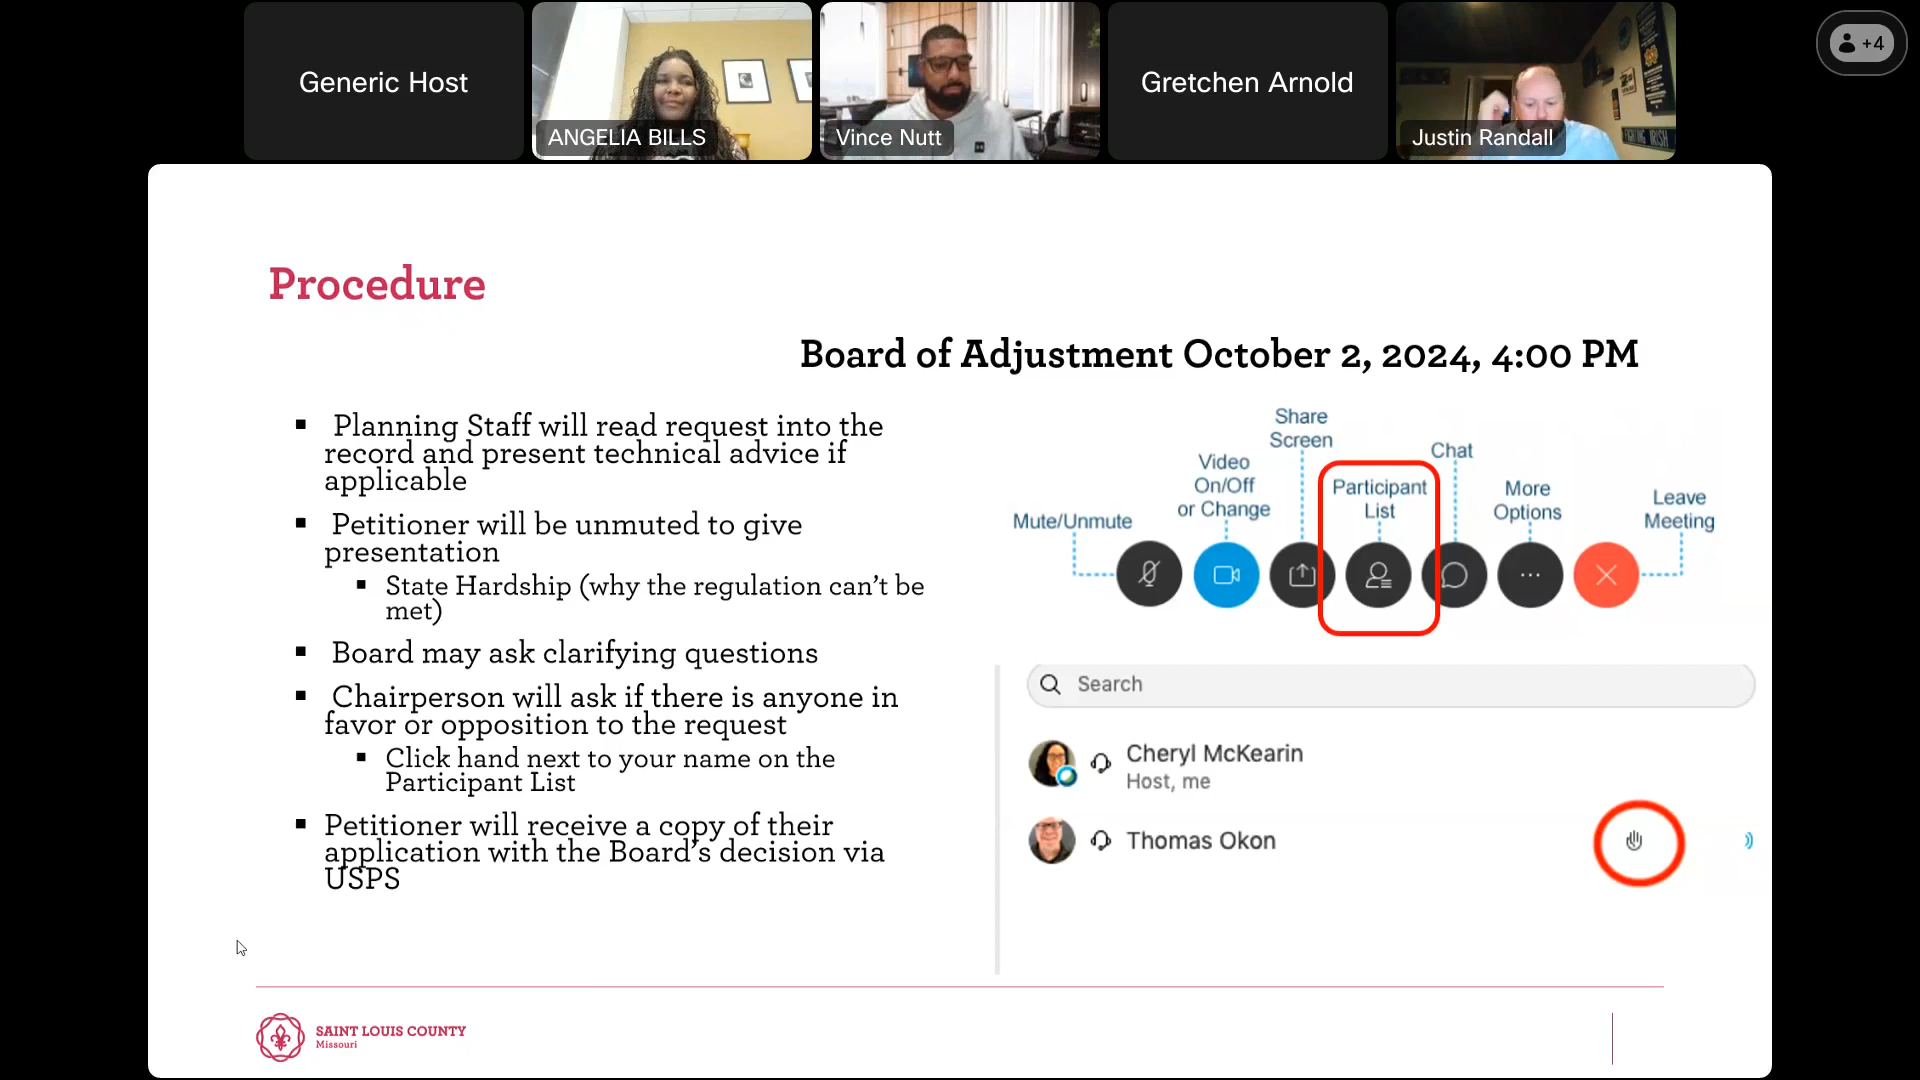 Generic Host
ANGELIA BILLS
Vince Nutt
Gretchen Arnold
Justin Randall
FIGHTING IRISH
+4
Procedure
Board of Adjustment October 2, 2024, 4:00 PM
Planning Staff will read request into the
record and present technical advice if
applicable
Petitioner will be unmuted to give
presentation
State Hardship (why the regulation can't be
met)
Board may ask clarifying questions
Chairperson will ask if there is anyone in
favor or opposition to the request
Click hand next to your name on the
Participant List
Petitioner will receive a copy of their
application with the Board's decision via
USPS
Mute/Unmute
Video
On/Off
or Change
Share
Screen
Participant
List
Chat
More
Options
Leave
Meeting
Search
Cheryl McKearin
Host, me
Thomas Okon
SAINT LOUIS COUNTY
Missouri